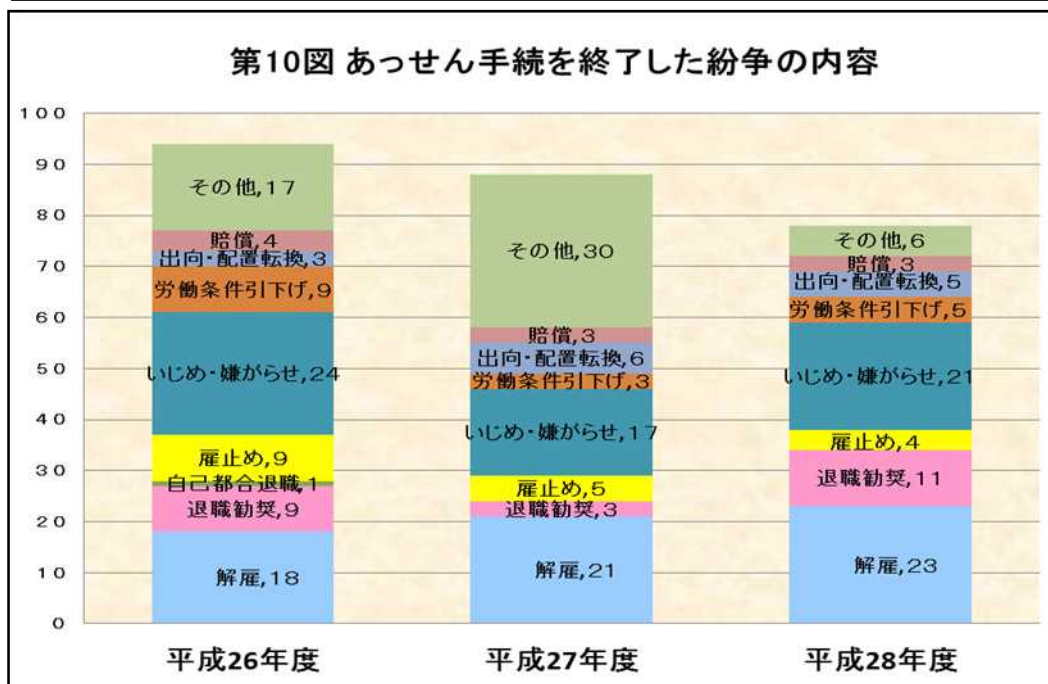 第10図 あっせん手続を終了した紛争の内容
100
90
80
70
60
50
40
30
20
10
0
その他,17
賠償,4
出向・配置転換,3
労働条件引下げ,9
いじめ・嫌がらせ,24
雇止め,9
自己都合退職,1
退職勧奨,9
解雇,18
その他,30
賠償,3
出向・配置転換,6
労働条件引下げ,3
いじめ・嫌がらせ,17
雇止め,5
退職勧奨,3
解雇,21
その他,6
賠償,3
出向・配置転換,5
労働条件引下げ,5
いじめ・嫌がらせ,21
雇止め,4
退職勧奨,11
解雇,23
平成26年度
平成27年度
平成28年度